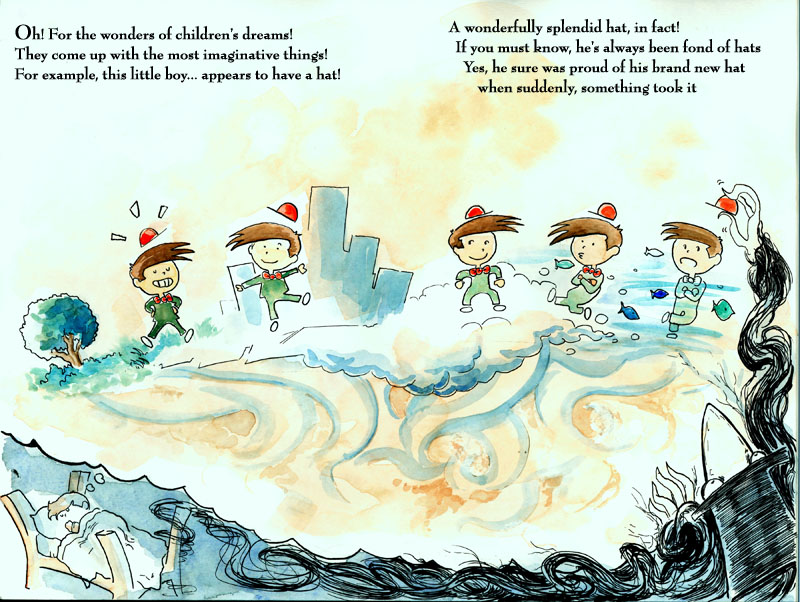 Oh! For the wonders of children's dreams!
They come up with the most imaginative things!
For example, this little boy... appears to have a hat!
A wonderfully splendid hat, in fact!
If you must know, he's always been fond of hats
Yes, he sure was proud of his brand new hat
when suddenly, something took it